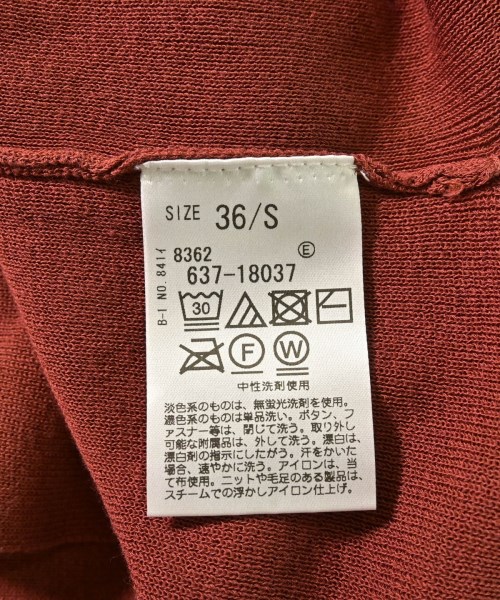 SIZE 36/S
8362
Ⓔ
637-18037
B-I NO. 841イ
30
F
W
中性洗剤使用
淡色系のものは、無蛍光洗剤を使用。
濃色系のものは単品洗い。ボタン、フ
ァスナー等は、閉じて洗う。取り外し
可能な附属品は、外して洗う。漂白は、
漂白剤の指示にしたがう。汗をかいた
場合、速やかに洗う。アイロンは、当
て布使用。ニットや毛足のある製品は、
スチームでの浮かしアイロン仕上げ。